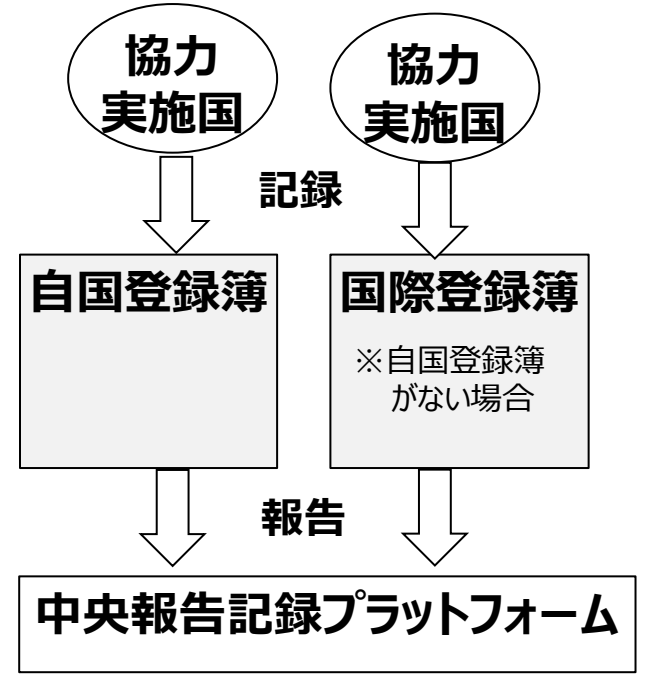 協力
実施国
協力
実施国
記録
自国登録簿
国際登録簿
※自国登録簿
がない場合
報告
中央報告記録プラットフォーム